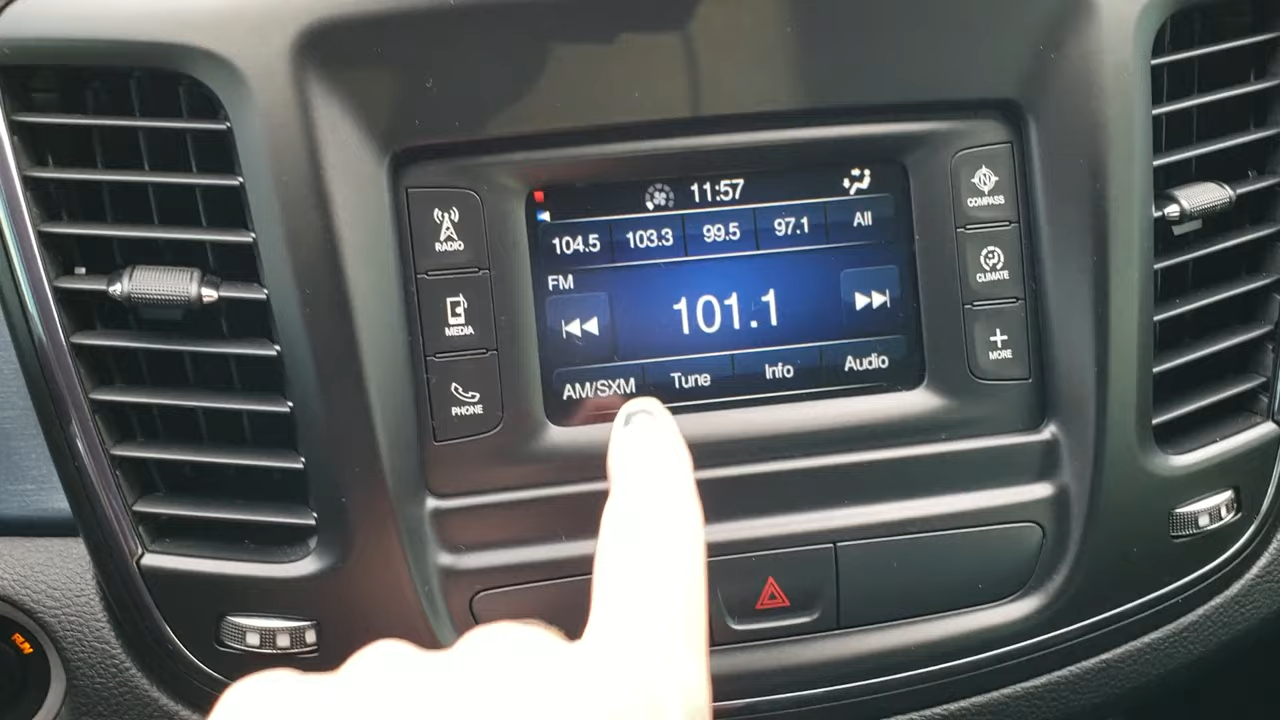 11:57
104.5 103.3 99.5 97.1 All
FM
101.1
AM/SXM Tune Info Audio
RADIO
MEDIA
PHONE
N
COMPASS
CLIMATE
MORE
RUN